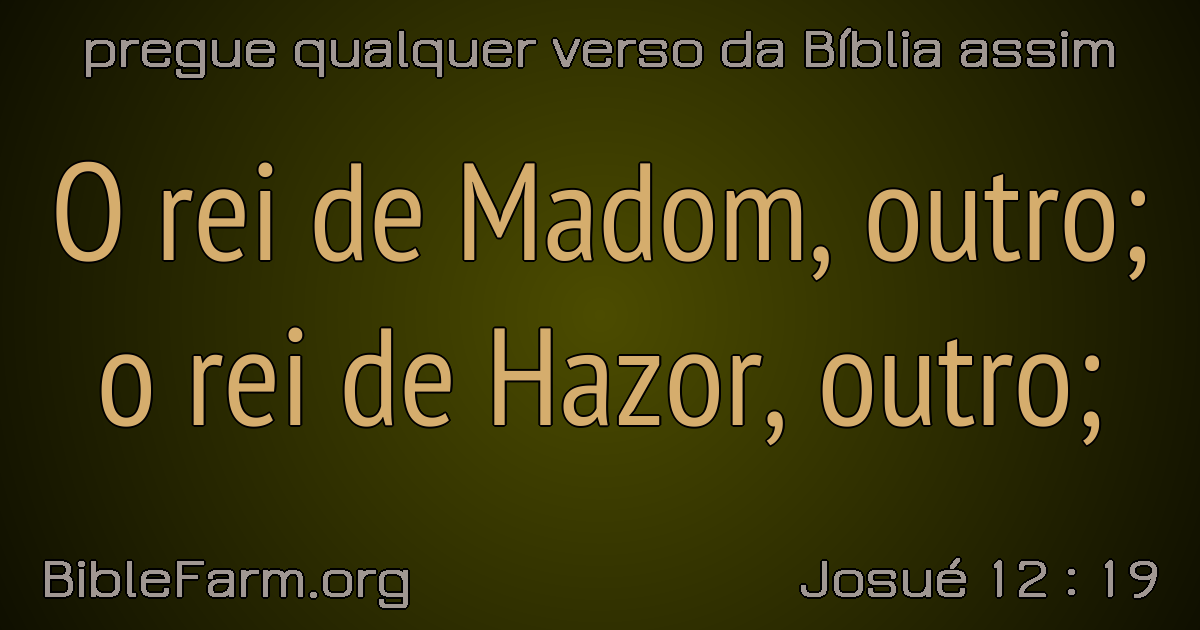 pregue qualquer verso da Bíblia assim
O rei de Madom, outro;
o rei de Hazor, outro;
BibleFarm.org
Josué 12 : 19